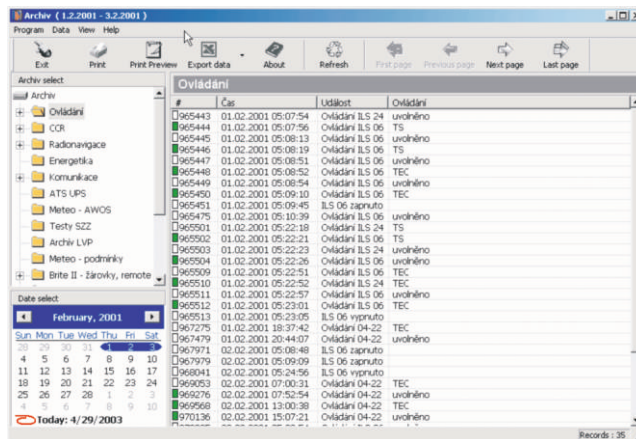 Archiv ( 1.2.2001 - 3.2.2001 )
Program Data View Help
Exit Print Print Preview Export data About Refresh First page Previous page Next page Last page
Archiv select
Archiv
Ovládání
CCR
Radionavigace
Energetika
Komunikace
ATS UPS
Meteo - AWOS
Testy SZZ
Archiv LVP
Meteo - podmínky
Brite II - žárovky, remote
Date select
February, 2001
Sun Mon Tue Wed Thu Fri Sat
28 29 30 31 1 2 3
4 5 6 7 8 9 10
11 12 13 14 15 16 17
18 19 20 21 22 23 24
25 26 27 28 1 2 3
4 5 6 7 8 9 10
Today: 4/29/2003
Ovládání
# Čas Událost Ovládání
965443 01.02.2001 05:07:54 Ovládání ILS 24 uvolněno
965444 01.02.2001 05:07:56 Ovládání ILS 06 TS
965445 01.02.2001 05:08:13 Ovládání ILS 06 uvolněno
965446 01.02.2001 05:08:19 Ovládání ILS 06 TS
965447 01.02.2001 05:08:51 Ovládání ILS 06 uvolněno
965448 01.02.2001 05:08:52 Ovládání ILS 06 TEC
965449 01.02.2001 05:08:54 Ovládání ILS 06 uvolněno
965450 01.02.2001 05:09:10 Ovládání ILS 06 TEC
965451 01.02.2001 05:09:45 ILS 06 zapnuto
965475 01.02.2001 05:10:39 Ovládání ILS 06 uvolněno
965501 01.02.2001 05:22:18 Ovládání ILS 24 TS
965502 01.02.2001 05:22:21 Ovládání ILS 06 TS
965503 01.02.2001 05:22:23 Ovládání ILS 24 uvolněno
965504 01.02.2001 05:22:26 Ovládání ILS 06 uvolněno
965509 01.02.2001 05:22:51 Ovládání ILS 06 TEC
965510 01.02.2001 05:22:52 Ovládání ILS 24 TEC
965511 01.02.2001 05:22:57 Ovládání ILS 06 uvolněno
965512 01.02.2001 05:23:01 Ovládání ILS 06 TEC
965513 01.02.2001 05:23:05 ILS 06 vypnuto
967275 01.02.2001 18:37:42 Ovládání 04-22 TEC
967479 01.02.2001 20:44:07 Ovládání 04-22 uvolněno
967971 02.02.2001 05:08:48 ILS 06 zapnuto
967979 02.02.2001 05:09:09 ILS 06 zapnuto
968041 02.02.2001 05:24:56 ILS 06 vypnuto
969053 02.02.2001 07:00:31 Ovládání 04-22 TEC
969276 02.02.2001 07:52:54 Ovládání 04-22 uvolněno
969568 02.02.2001 13:00:38 Ovládání 04-22 TEC
970136 02.02.2001 15:07:21 Ovládání 04-22 uvolněno
Records : 35